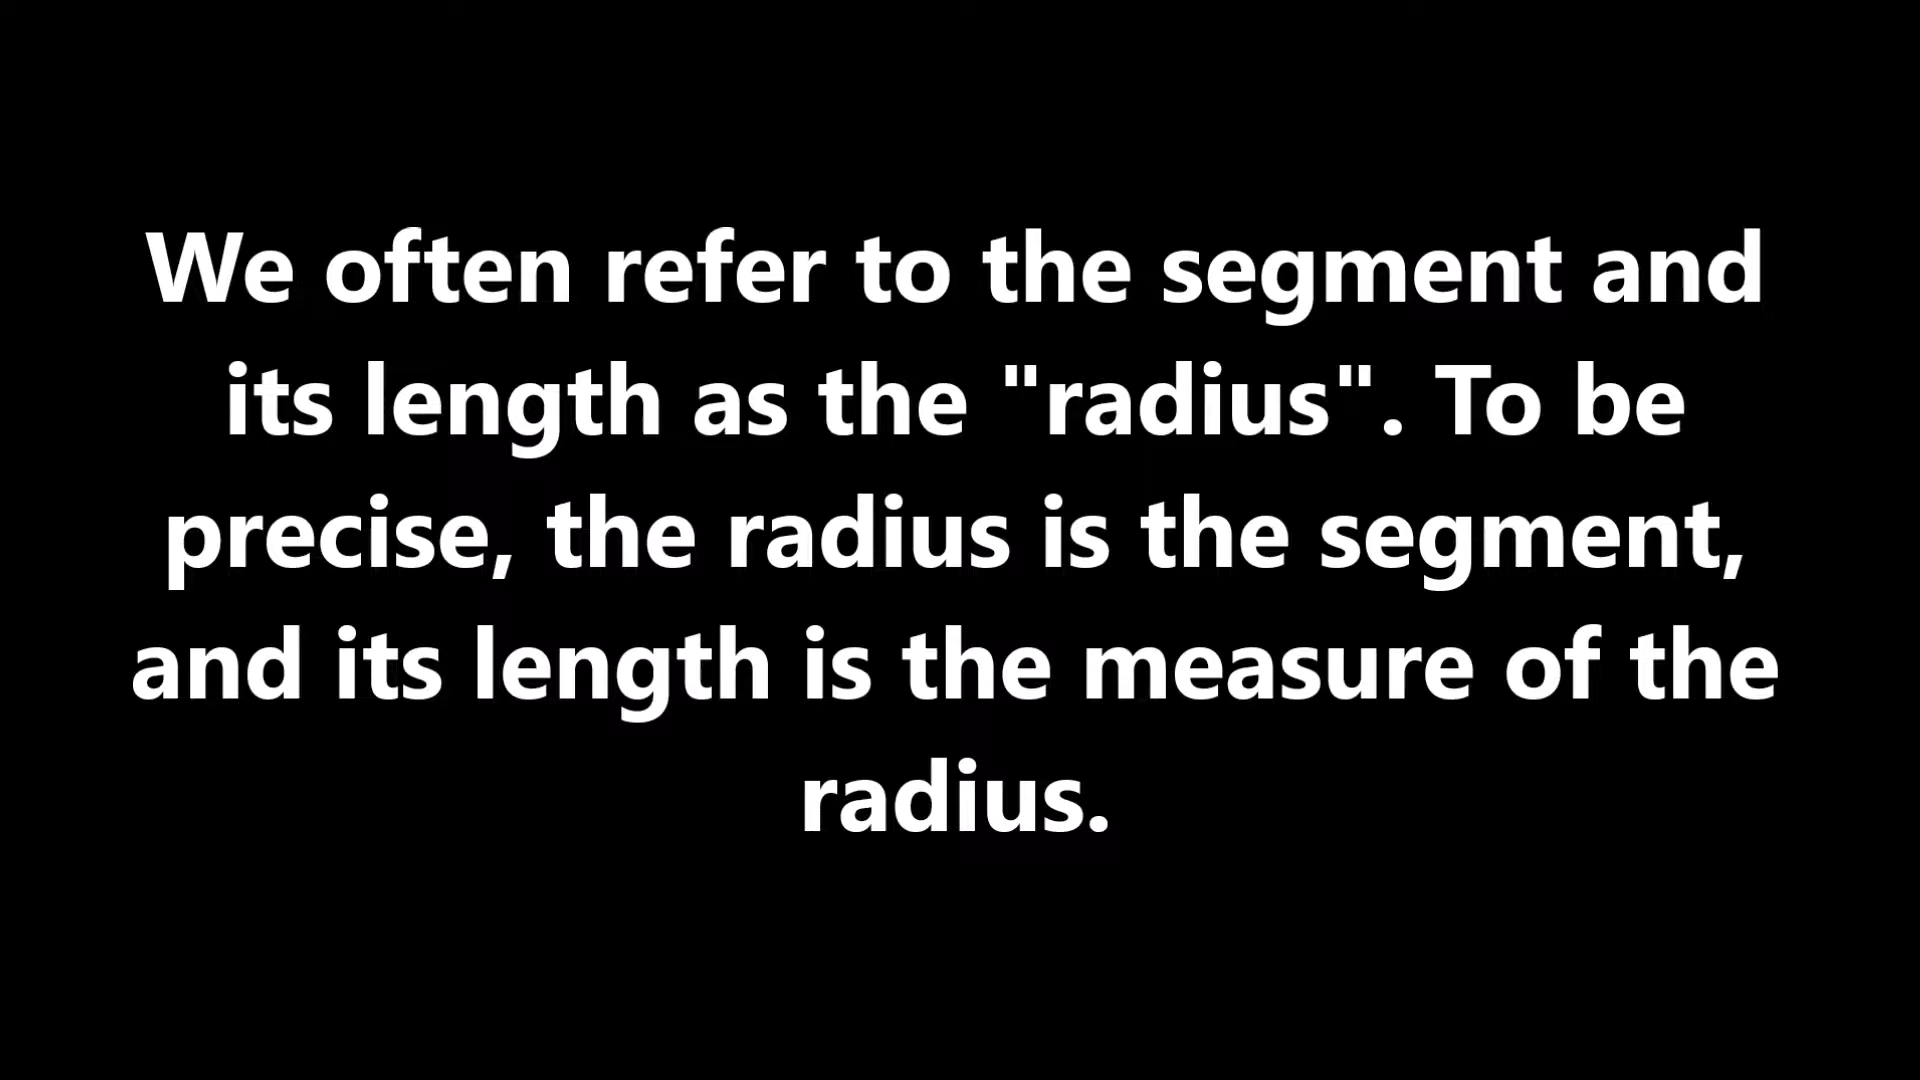 We often refer to the segment and
its length as the "radius". To be
precise, the radius is the segment,
and its length is the measure of the
radius.